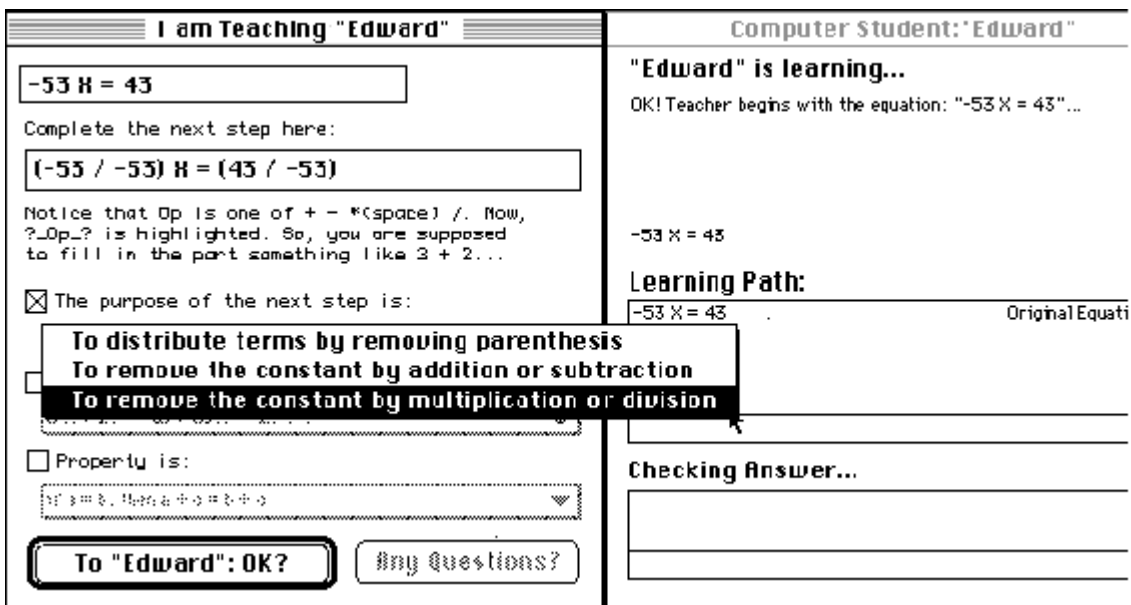 I am Teaching "Edward"
-53 X = 43
Complete the next step here:
(-53 / -53) X = (43 / -53)
Notice that Op is one of + - *(space) /. Now,
?_Op_? is highlighted. So, you are supposed
to fill in the part something like 3 + 2...
The purpose of the next step is:
To distribute terms by removing parenthesis
To remove the constant by addition or subtraction
To remove the constant by multiplication or division
Property is:
To "Edward": OK?
Any Questions?
Computer Student:"Edward"
"Edward" is learning...
OK! Teacher begins with the equation: "-53 X = 43"...
-53 X = 43
Learning Path:
-53 X = 43 . Original Equati
Checking Answer...